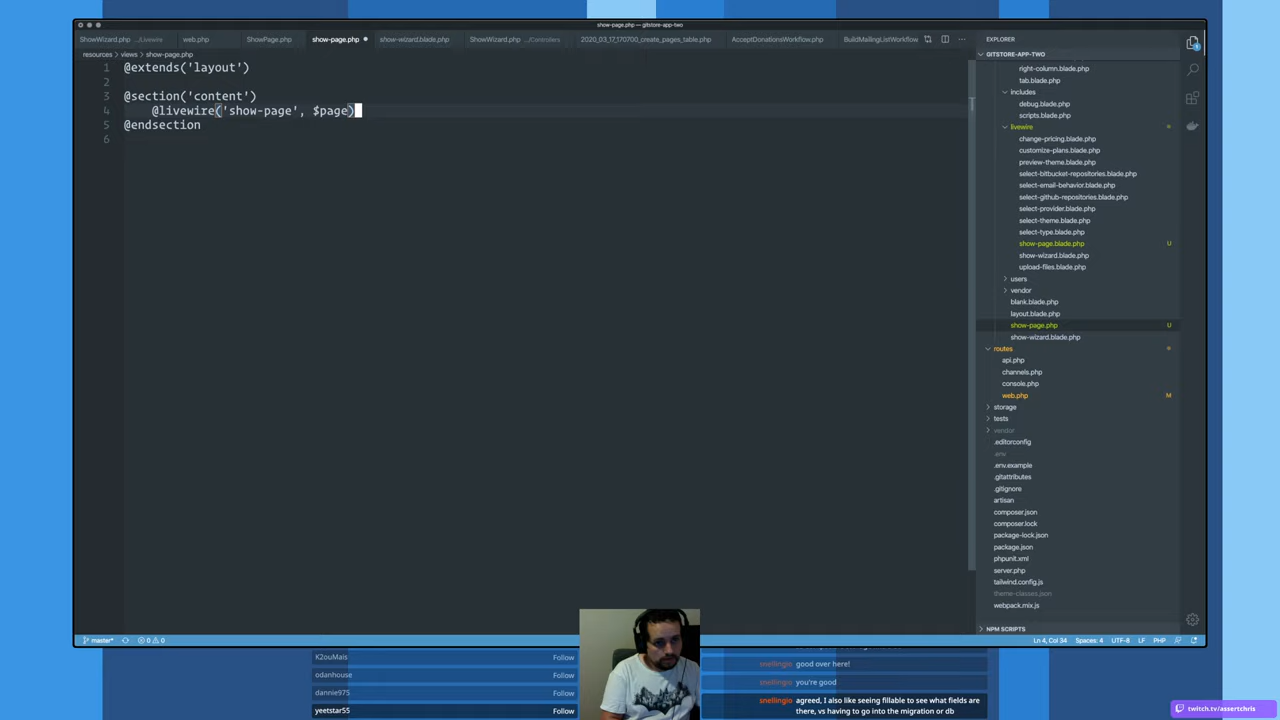 show-page.php — gitstore-app-two
ShowWizard.php .../Livewire
web.php
ShowPage.php
show-page.php
show-wizard.blade.php
ShowWizard.php .../Controllers
2020_03_17_170700_create_pages_table.php
AcceptDonationsWorkflow.php
BuildMailingListWorkflow
resources > views > show-page.php
1 @extends('layout')
2
3 @section('content')
4 @livewire('show-page', $page)
5 @endsection
6
EXPLORER
GITSTORE-APP-TWO
right-column.blade.php
tab.blade.php
includes
debug.blade.php
scripts.blade.php
livewire
change-pricing.blade.php
customize-plans.blade.php
preview-theme.blade.php
select-bitbucket-repositories.blade.php
select-email-behavior.blade.php
select-github-repositories.blade.php
select-provider.blade.php
select-theme.blade.php
select-type.blade.php
show-page.blade.php U
show-wizard.blade.php
upload-files.blade.php
users
vendor
blank.blade.php
layout.blade.php
show-page.php U
show-wizard.blade.php
routes
api.php
channels.php
console.php
web.php M
storage
tests
vendor
.editorconfig
.env
.env.example
.gitattributes
.gitignore
artisan
composer.json
composer.lock
package-lock.json
package.json
phpunit.xml
server.php
tailwind.config.js
theme-classes.json
webpack.mix.js
NPM SCRIPTS
master* 0 0
Ln 4, Col 34 Spaces: 4 UTF-8 LF PHP
K2ouMais Follow
odanhouse Follow
dannie975 Follow
yeetstar55 Follow
snellingio good over here!
snellingio you're good
snellingio agreed, I also like seeing fillable to see what fields are
there, vs having to go into the migration or db
twitch.tv/assertchris